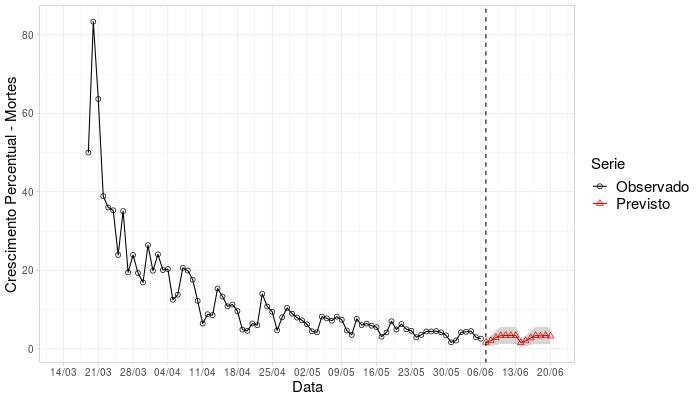 Crescimento Percentual - Mortes
80
60
40
20
0
14/03 21/03 28/03 04/04 11/04 18/04 25/04 02/05 09/05 16/05 23/05 30/05 06/06 13/06 20/06
Data
Serie
Observado
Previsto